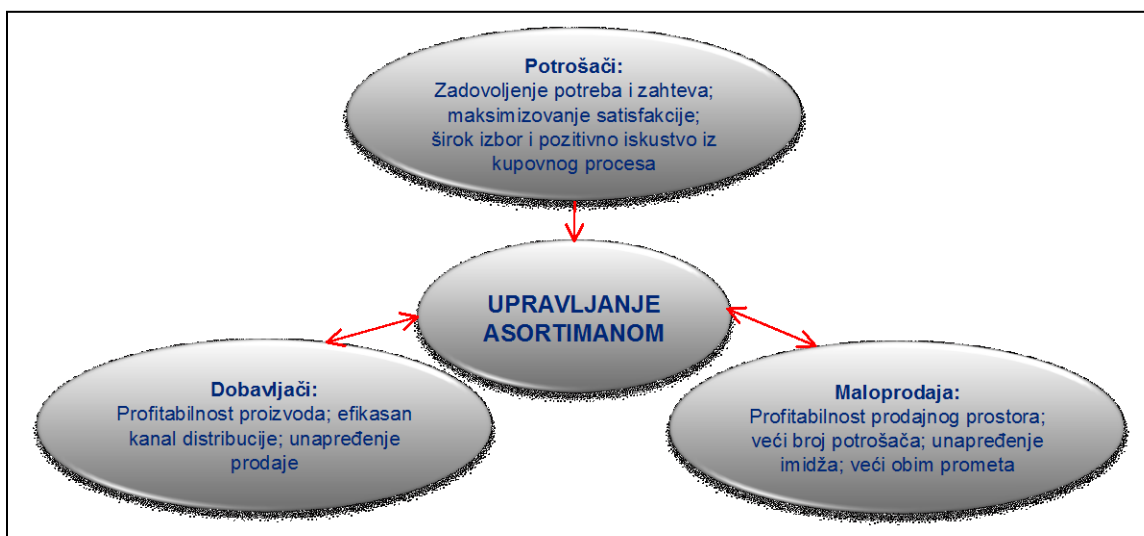 Potrošači:
Zadovoljenje potreba i zahteva;
maksimizovanje satisfakcije;
širok izbor i pozitivno iskustvo iz
kupovnog procesa
UPRAVLJANJE
ASORTIMANOM
Dobavljači:
Profitabilnost proizvoda; efikasan
kanal distribucije; unapređenje
prodaje
Maloprodaja:
Profitabilnost prodajnog prostora;
veći broj potrošača; unapređenje
imidža; veći obim prometa